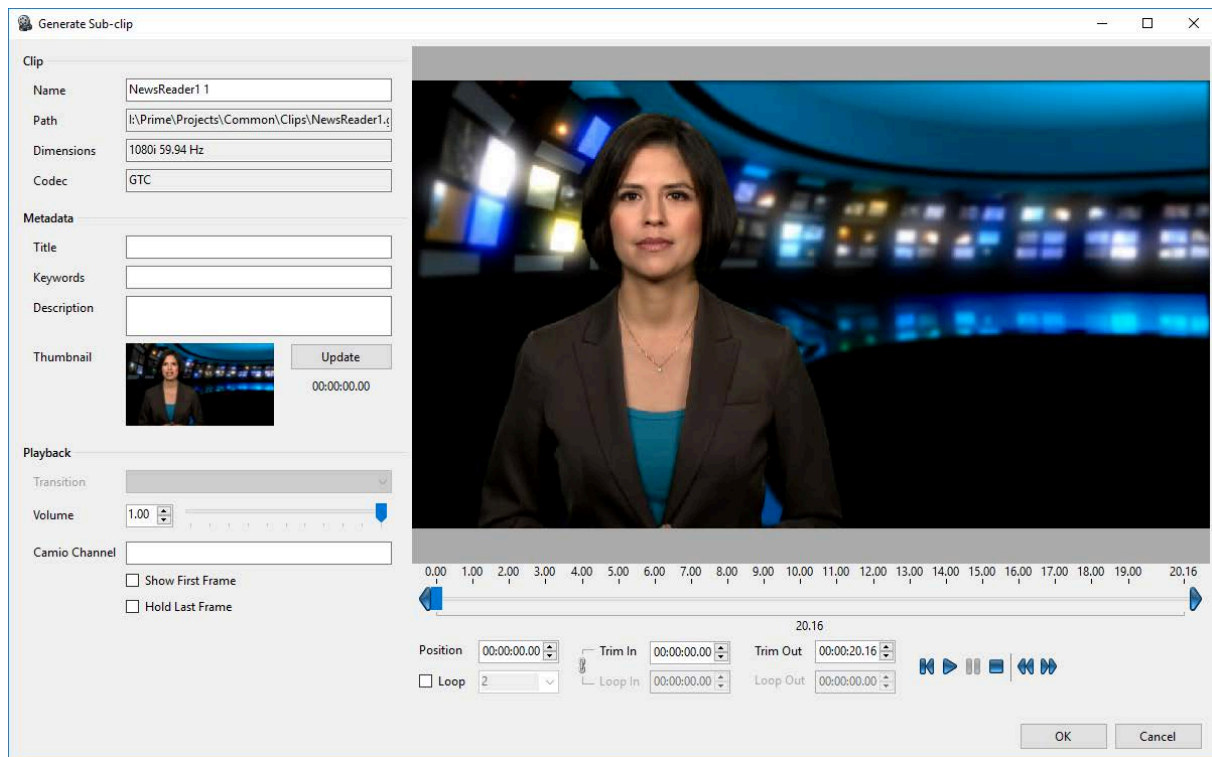 Generate Sub-clip
Clip
Name NewsReader1 1
Path I:\Prime\Projects\Common\Clips\NewsReader1.g
Dimensions 1080i 59.94 Hz
Codec GTC
Metadata
Title
Keywords
Description
Thumbnail Update
00:00:00.00
Playback
Transition
Volume 1.00
Camio Channel
Show First Frame
Hold Last Frame
0.00 1.00 2.00 3.00 4.00 5.00 6.00 7.00 8.00 9.00 10.00 11.00 12.00 13.00 14.00 15.00 16.00 17.00 18.00 19.00 20.16
20.16
Position 00:00:00.00 Trim In 00:00:00.00 Trim Out 00:00:20.16
Loop 2 Loop In 00:00:00.00 Loop Out 00:00:00.00
OK Cancel